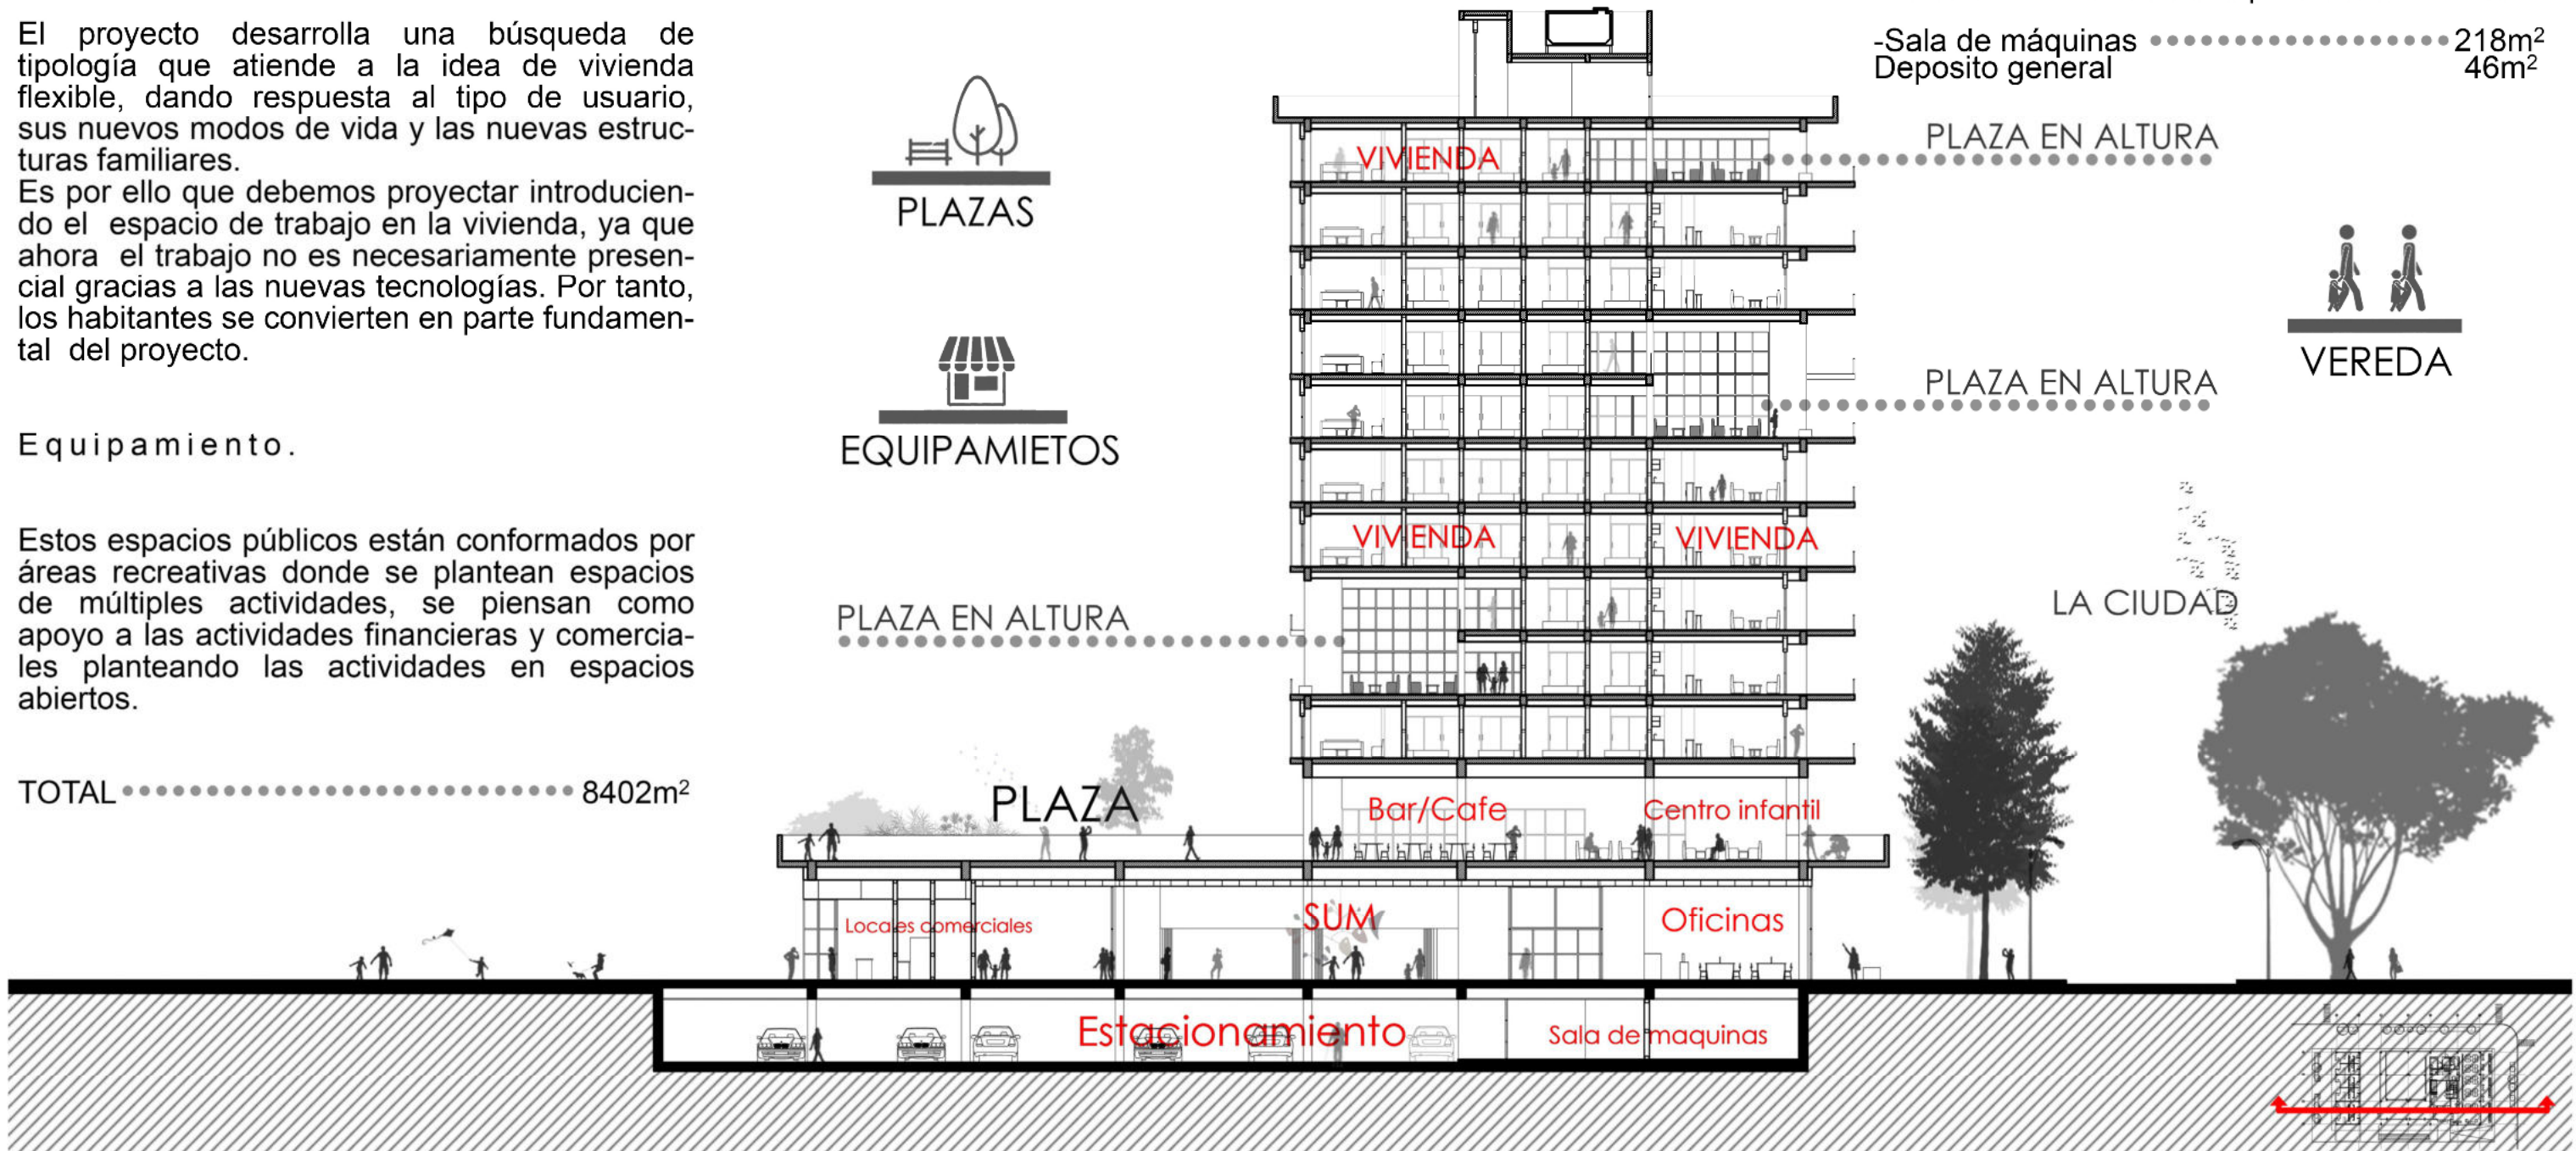 El proyecto desarrolla una búsqueda de
tipología que atiende a la idea de vivienda
flexible, dando respuesta al tipo de usuario,
sus nuevos modos de vida y las nuevas estruc-
turas familiares.
Es por ello que debemos proyectar introducien-
do el espacio de trabajo en la vivienda, ya que
ahora el trabajo no es necesariamente presen-
cial gracias a las nuevas tecnologías. Por tanto,
los habitantes se convierten en parte fundamen-
tal del proyecto.
Equipamiento.
Estos espacios públicos están conformados por
áreas recreativas donde se plantean espacios
de múltiples actividades, se piensan como
apoyo a las actividades financieras y comercia-
les planteando las actividades en espacios
abiertos.
TOTAL 8402m²
PLAZAS
EQUIPAMIETOS
PLAZA EN ALTURA
PLAZA
-Sala de máquinas 218m²
Deposito general 46m²
PLAZA EN ALTURA
VEREDA
PLAZA EN ALTURA
LA CIUDAD
VIVIENDA
VIVIENDA
VIVIENDA
Bar/Cafe
Centro infantil
Locales comerciales
SUM
Oficinas
Estacionamiento
Sala de maquinas